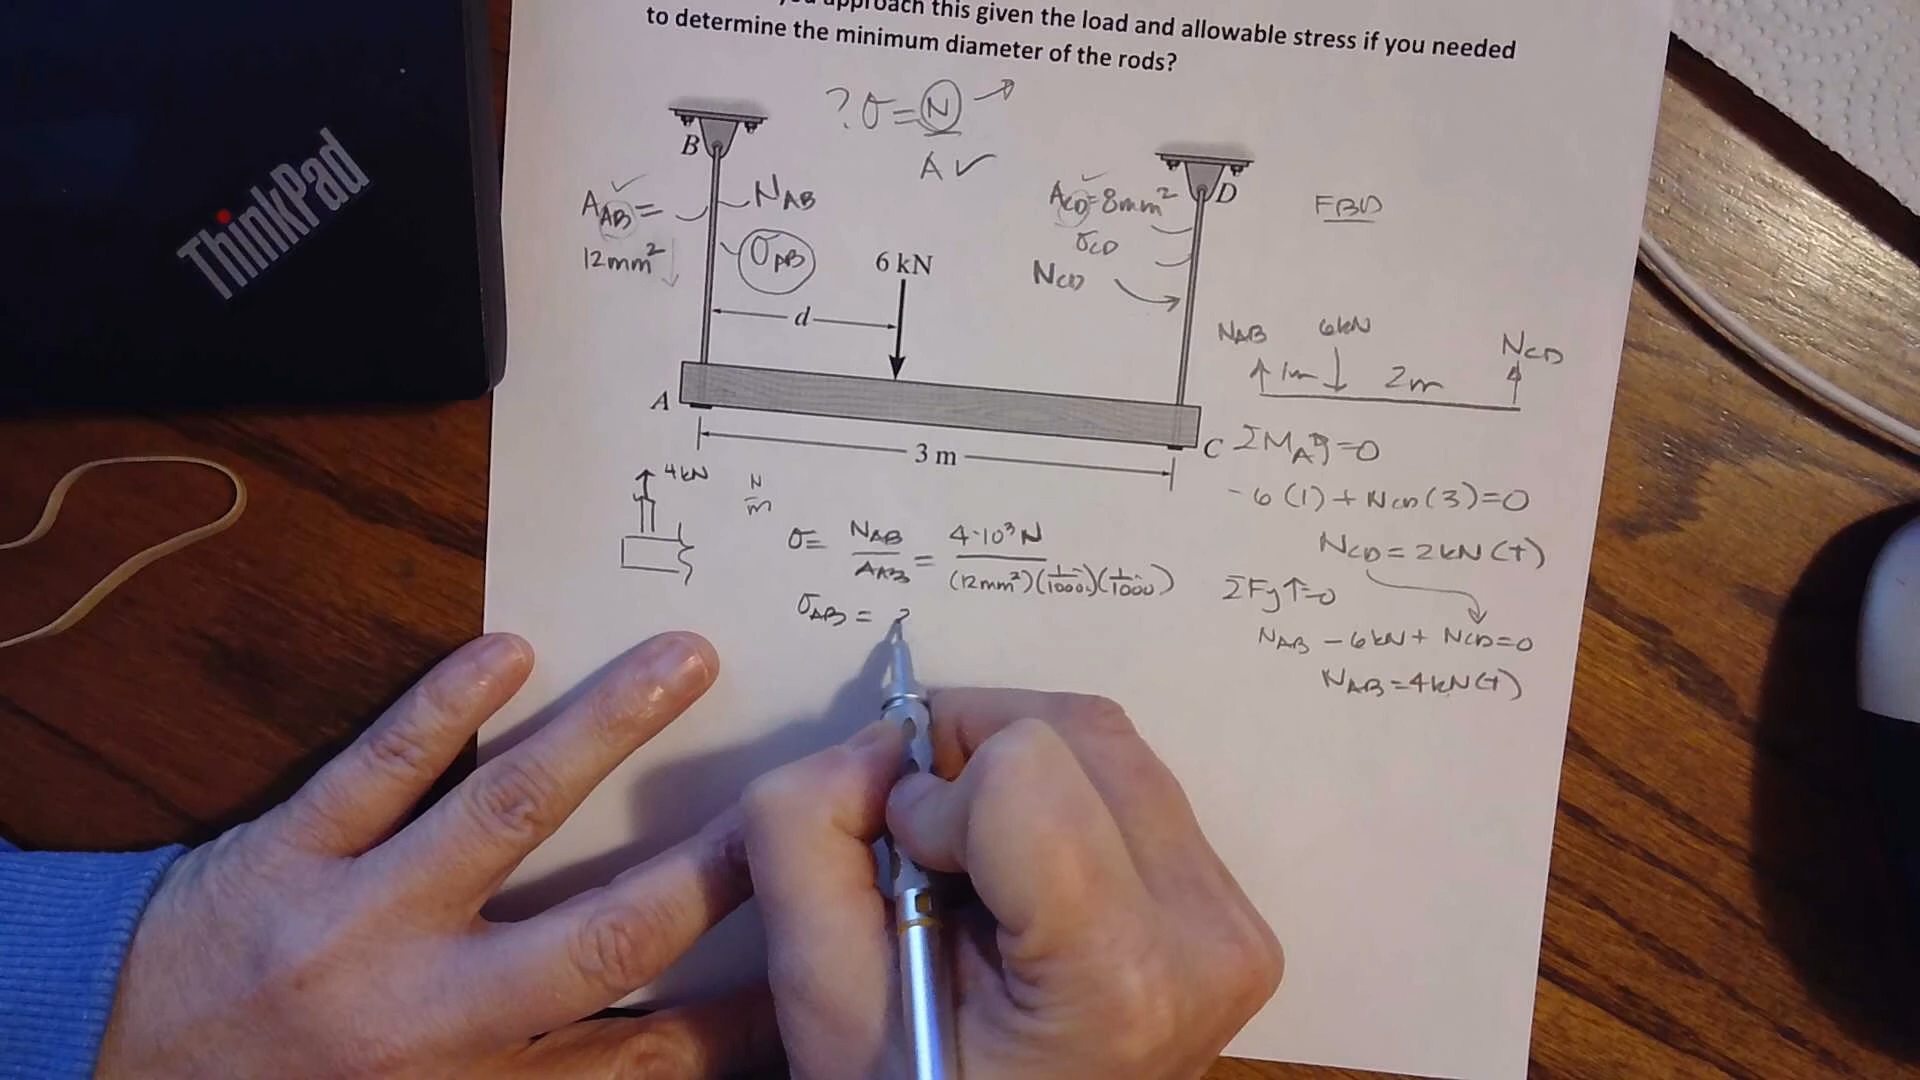 approach this given the load and allowable stress if you needed
to determine the minimum diameter of the rods?
? σ = N
A ✓
B
A_AB =
12mm²
N_AB
σ_AB
6 kN
d
A_CD = 8mm²
σ_CD
N_CD
D
FBD
A
3 m
C
N_AB 6kN N_CD
1m 2m
ΣM_A = 0
-6(1) + N_CD(3) = 0
N_CD = 2kN (T)
ΣFy↑=0
N_AB - 6kN + N_CD = 0
N_AB = 4kN (T)
4kN
N
m
σ = N_AB / A_AB = 4·10³N / (12mm²)(1/1000)(1/1000)
σ_AB = ?
ThinkPad